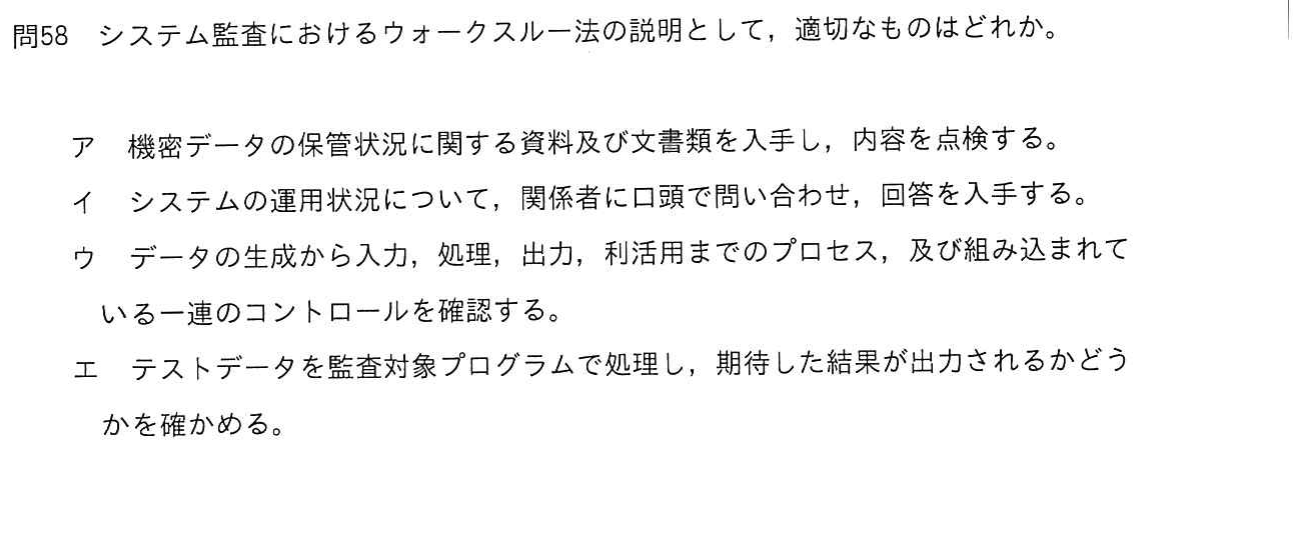 問58 システム監査におけるウォークスルー法の説明として，適切なものはどれか。
ア 機密データの保管状況に関する資料及び文書類を入手し，内容を点検する。
イ システムの運用状況について，関係者に口頭で問い合わせ，回答を入手する。
ウ データの生成から入力，処理，出力，利活用までのプロセス，及び組み込まれて
いる一連のコントロールを確認する。
エ テストデータを監査対象プログラムで処理し，期待した結果が出力されるかどう
かを確かめる。